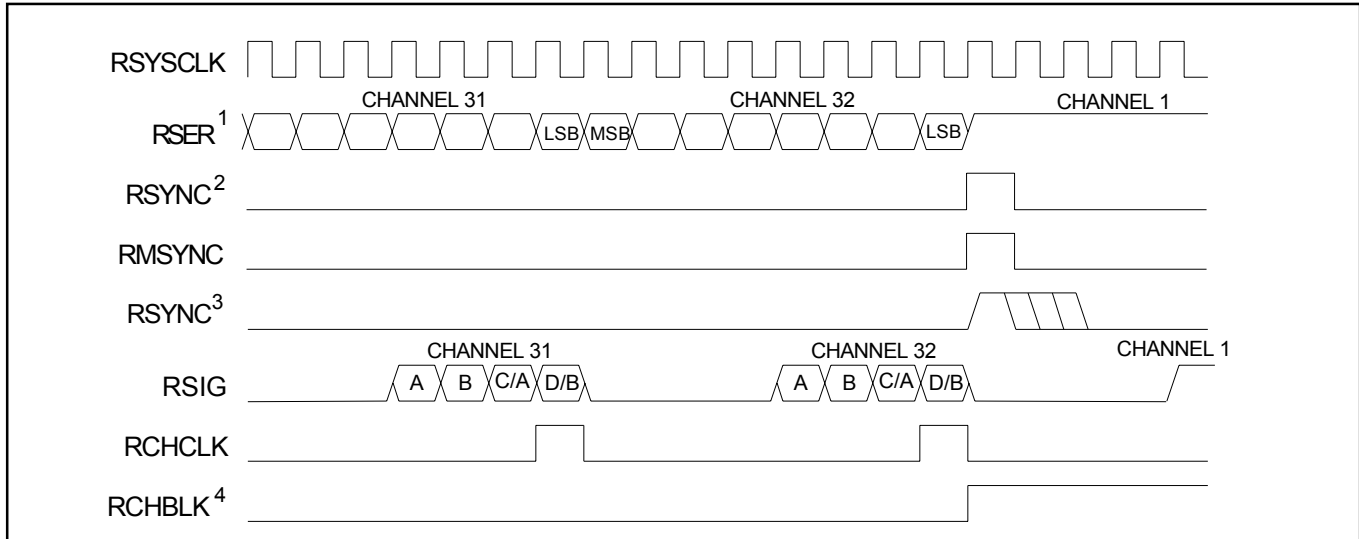 RSYSCLK
CHANNEL 31 CHANNEL 32 CHANNEL 1
RSER1 LSB MSB LSB
RSYNC2
RMSYNC
RSYNC3
CHANNEL 31 CHANNEL 32 CHANNEL 1
RSIG A B C/A D/B A B C/A D/B
RCHCLK
RCHBLK4